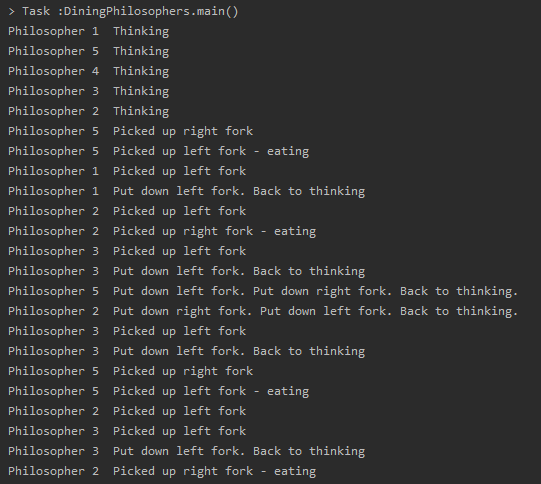 > Task :DiningPhilosophers.main()
Philosopher 1  Thinking
Philosopher 5  Thinking
Philosopher 4  Thinking
Philosopher 3  Thinking
Philosopher 2  Thinking
Philosopher 5  Picked up right fork
Philosopher 5  Picked up left fork - eating
Philosopher 1  Picked up left fork
Philosopher 1  Put down left fork. Back to thinking
Philosopher 2  Picked up left fork
Philosopher 2  Picked up right fork - eating
Philosopher 3  Picked up left fork
Philosopher 3  Put down left fork. Back to thinking
Philosopher 5  Put down left fork. Put down right fork. Back to thinking.
Philosopher 2  Put down right fork. Put down left fork. Back to thinking.
Philosopher 3  Picked up left fork
Philosopher 3  Put down left fork. Back to thinking
Philosopher 5  Picked up right fork
Philosopher 5  Picked up left fork - eating
Philosopher 2  Picked up left fork
Philosopher 3  Picked up left fork
Philosopher 3  Put down left fork. Back to thinking
Philosopher 2  Picked up right fork - eating